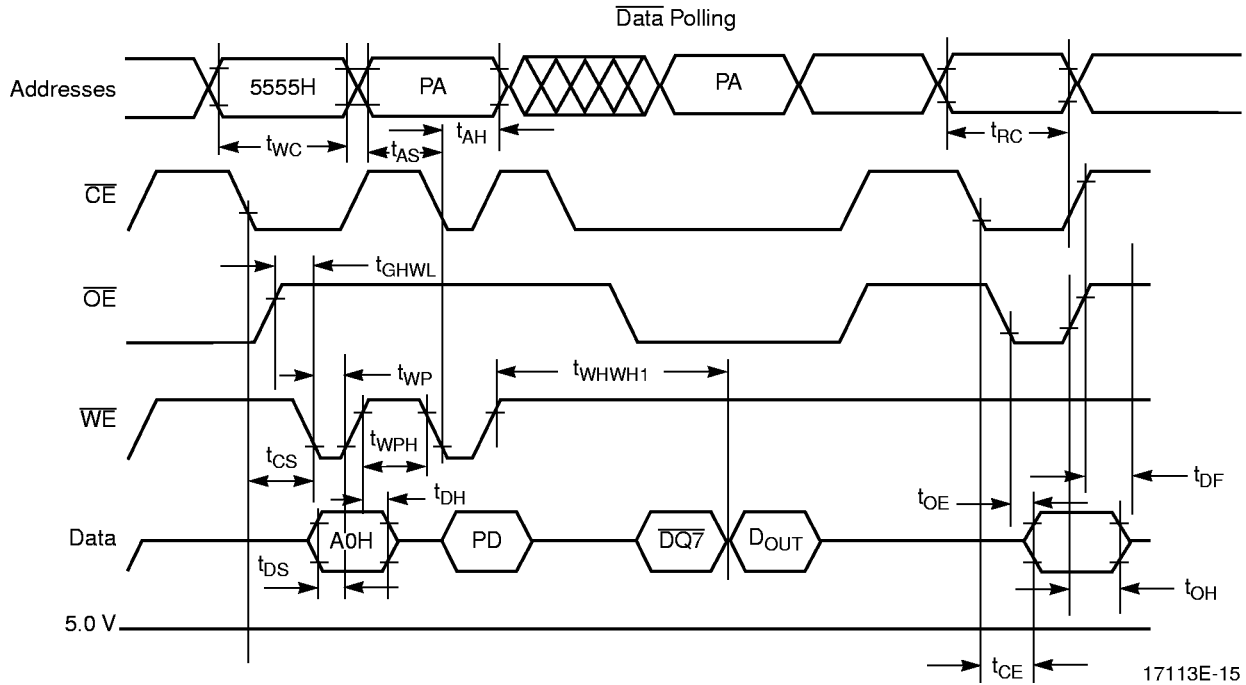 Data Polling
Addresses
5555H
PA
PA
tWC
tAS
tAH
tRC
CE
tGHWL
OE
tWP
tWHWH1
WE
tCS
tWPH
tDH
tOE
tDF
Data
A0H
PD
DQ7
DOUT
tDS
tOH
5.0 V
tCE
17113E-15